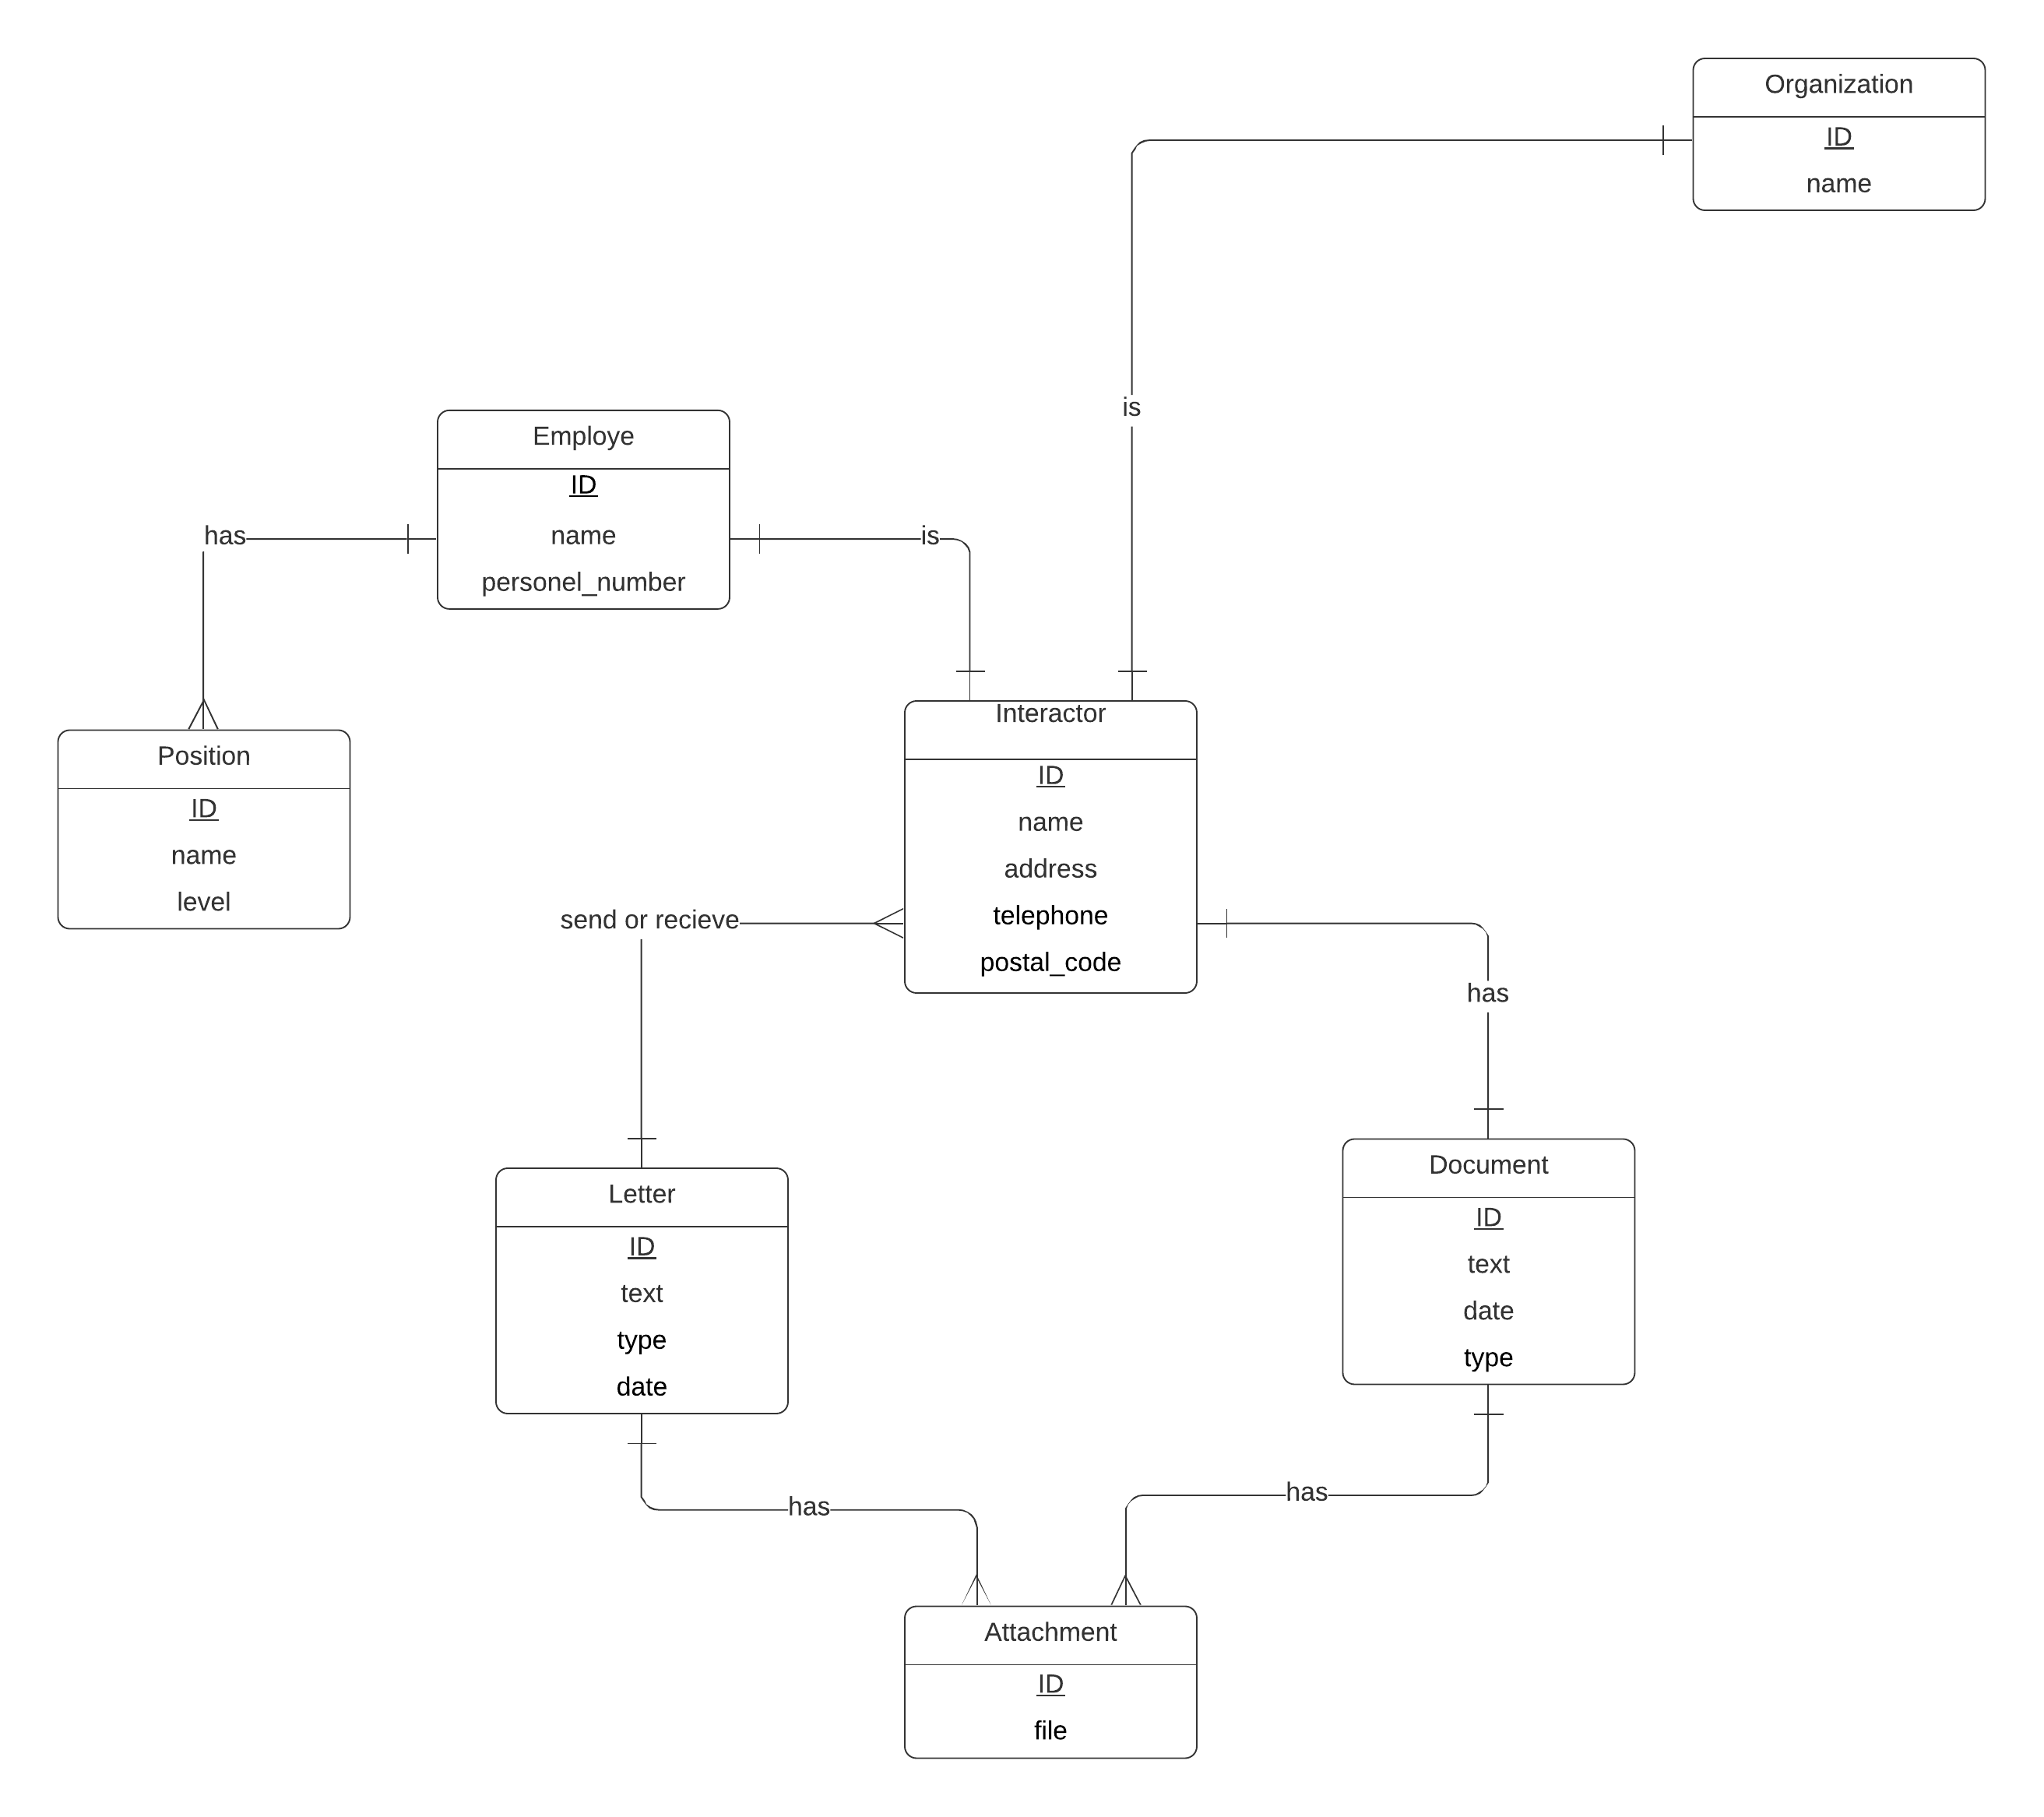 Organization
ID
name
is
Employe
ID
name
personel_number
has
is
Position
ID
name
level
Interactor
ID
name
address
telephone
postal_code
send or recieve
has
Letter
ID
text
type
date
Document
ID
text
date
type
has
has
Attachment
ID
file